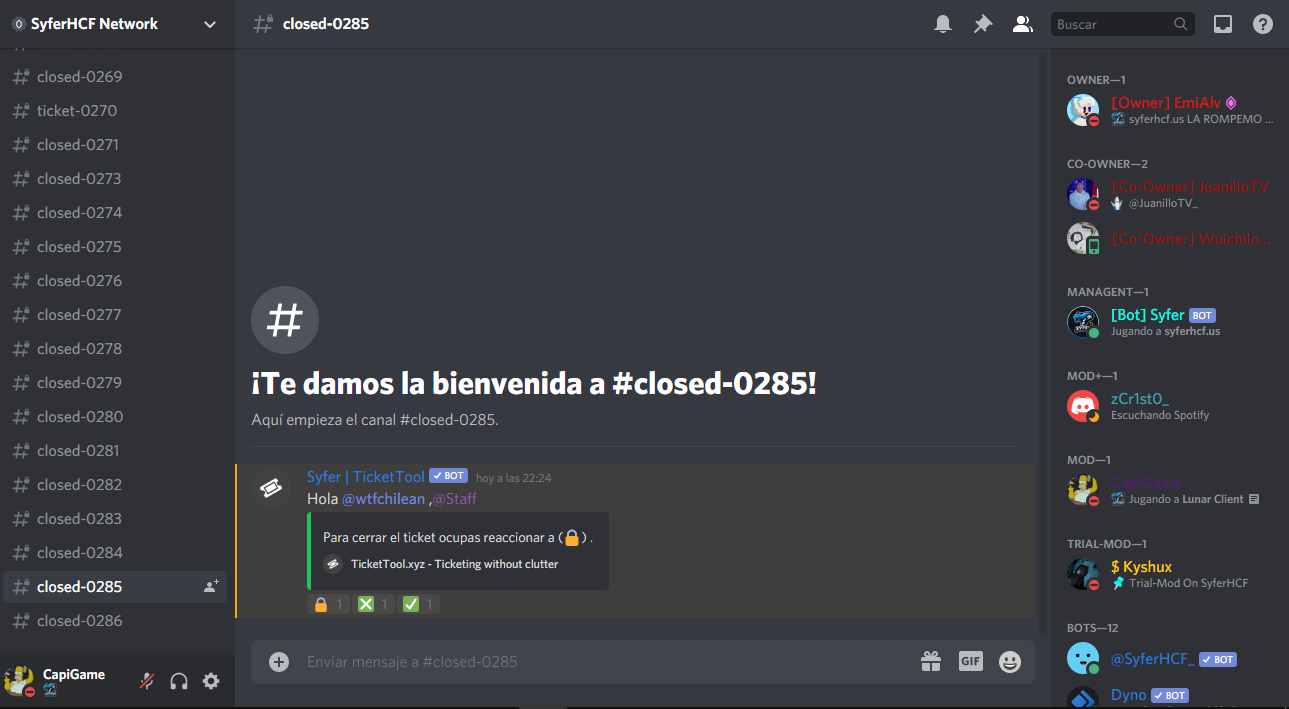 SyferHCF Network
closed-0269
ticket-0270
closed-0271
closed-0273
closed-0274
closed-0275
closed-0276
closed-0277
closed-0278
closed-0279
closed-0280
closed-0281
closed-0282
closed-0283
closed-0284
closed-0285
closed-0286
CapiGame
closed-0285
Buscar
¡Te damos la bienvenida a #closed-0285!
Aquí empieza el canal #closed-0285.
Syfer | TicketTool BOT hoy a las 22:24
Hola @wtfchilean ,@Staff
Para cerrar el ticket ocupas reaccionar a (🔒) .
TicketTool.xyz - Ticketing without clutter
🔒 1 ❎ 1 ✅ 1
Enviar mensaje a #closed-0285
GIF
OWNER—1
[Owner] EmiAlv
syferhcf.us LA ROMPEMO ...
CO-OWNER—2
[Co-Owner] JuanilloTV
@JuanilloTV_
[Co-Owner] Wuichilo...
MANAGENT—1
[Bot] Syfer BOT
Jugando a syferhcf.us
MOD+—1
zCr1st0_
Escuchando Spotify
MOD—1
CapiGame
Jugando a Lunar Client
TRIAL-MOD—1
$ Kyshux
Trial-Mod On SyferHCF
BOTS—12
@SyferHCF_ BOT
Dyno BOT